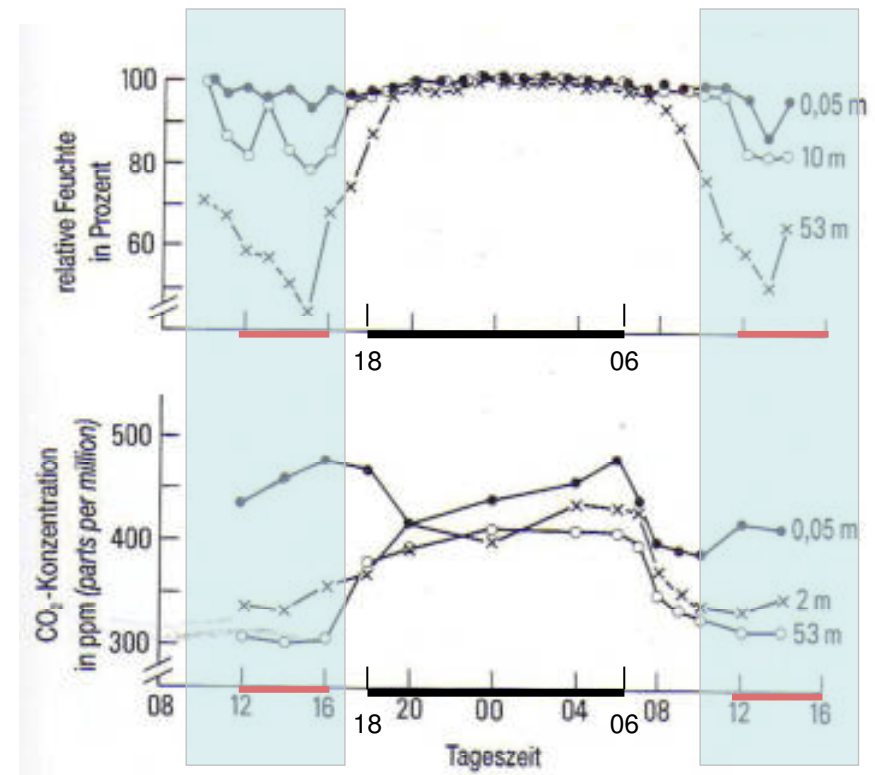 relative Feuchte
in Prozent
100
80
60
0,05 m
10 m
53 m
18
06
CO₂-Konzentration
in ppm (parts per million)
500
400
300
0,05 m
2 m
53 m
08
12
16
18
20
00
04
06
08
12
16
Tageszeit